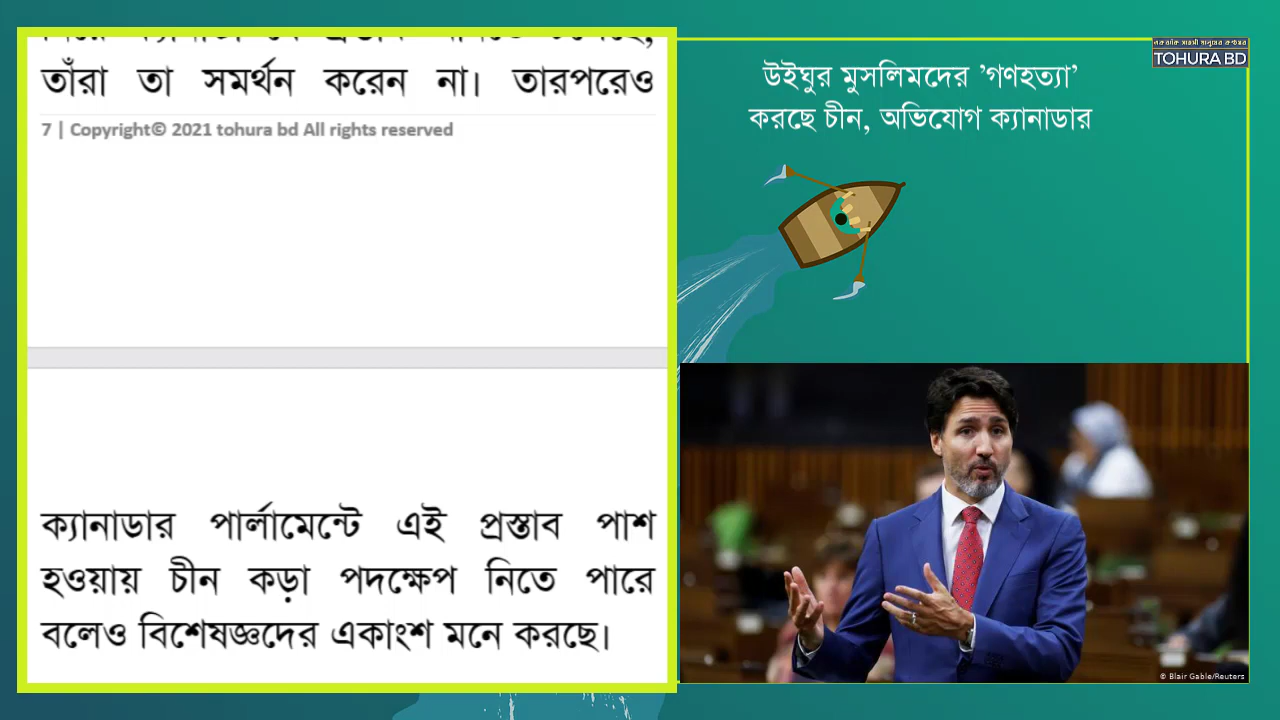 তাঁরা তা সমর্থন করেন না। তারপরেও
7 | Copyright© 2021 tohura bd All rights reserved
ক্যানাডার পার্লামেন্টে এই প্রস্তাব পাশ
হওয়ায় চীন কড়া পদক্ষেপ নিতে পারে
বলেও বিশেষজ্ঞদের একাংশ মনে করছে।
উইঘুর মুসলিমদের ’গণহত্যা’
করছে চীন, অভিযোগ ক্যানাডার
TOHURA BD
© Blair Gable/Reuters